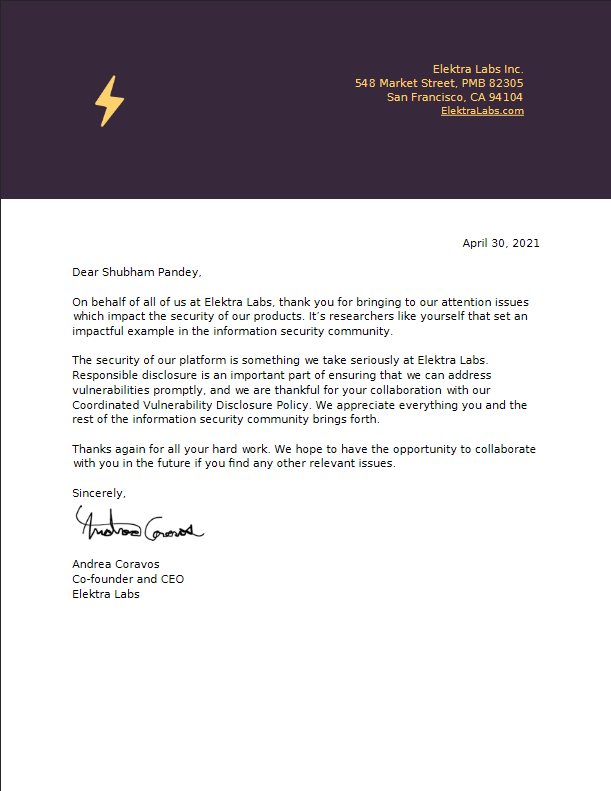 Elektra Labs Inc.
548 Market Street, PMB 82305
San Francisco, CA 94104
ElektraLabs.com
April 30, 2021
Dear Shubham Pandey,
On behalf of all of us at Elektra Labs, thank you for bringing to our attention issues
which impact the security of our products. It’s researchers like yourself that set an
impactful example in the information security community.
The security of our platform is something we take seriously at Elektra Labs.
Responsible disclosure is an important part of ensuring that we can address
vulnerabilities promptly, and we are thankful for your collaboration with our
Coordinated Vulnerability Disclosure Policy. We appreciate everything you and the
rest of the information security community brings forth.
Thanks again for all your hard work. We hope to have the opportunity to collaborate
with you in the future if you find any other relevant issues.
Sincerely,
Andrea Coravos
Andrea Coravos
Co-founder and CEO
Elektra Labs